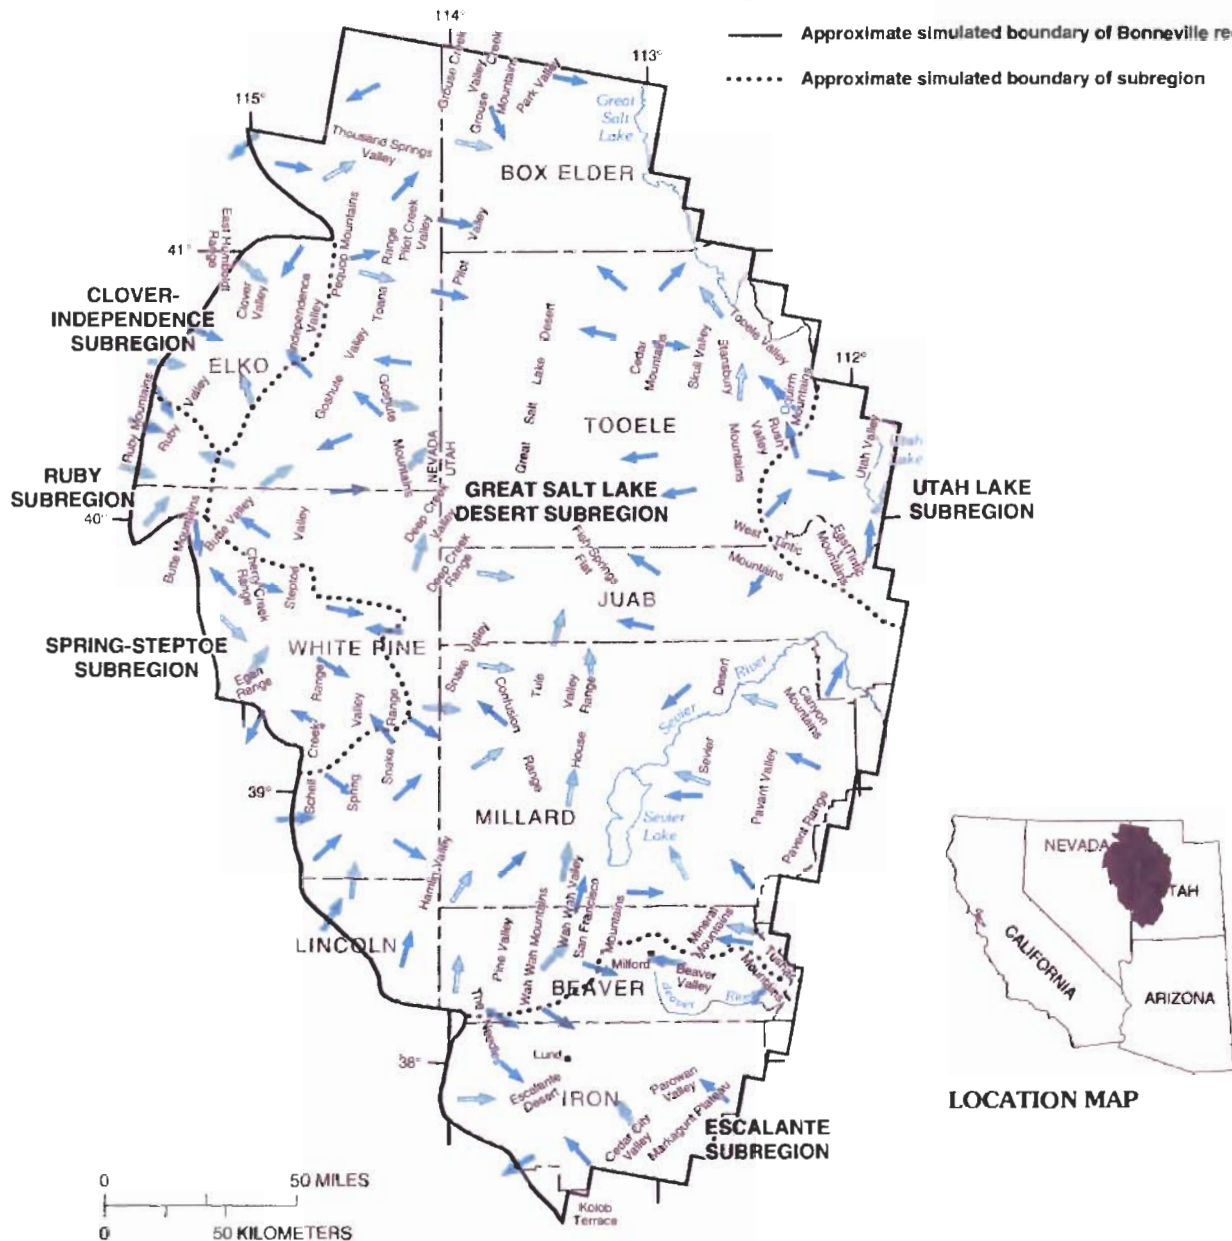 114°
Approximate simulated boundary of Bonneville re
Approximate simulated boundary of subregion
113°
115°
Grouse Creek
Valley
Grouse Creek
Mountains
Park Valley
Great
Salt
Lake
Thousand Springs
Valley
BOX ELDER
East Humboldt
Range
41°
Pequop Mountains
Pilot Creek
Valley
Toana Range
Pilot Valley
CLOVER-
INDEPENDENCE
SUBREGION
Clover
Valley
Independence
Valley
ELKO
Goshute Valley
Goshute
Mountains
Great Salt Lake Desert
Cedar
Mountains
Skull Valley
Stansbury
Mountains
Tooele Valley
112°
Oquirrh
Mountains
Rush
Valley
Utah Valley
Utah Lake
TOOELE
Ruby Mountains
Ruby Valley
NEVADA
UTAH
RUBY
SUBREGION
40°
GREAT SALT LAKE
DESERT SUBREGION
UTAH LAKE
SUBREGION
Butte Mountains
Butte Valley
Cherry Creek
Range
Steptoe Valley
Deep Creek
Valley
Deep Creek
Range
Fish Springs
Flat
West Tintic
Mountains
East Tintic
Mountains
JUAB
SPRING-STEPTOE
SUBREGION
WHITE PINE
Egan
Range
Schell Creek Range
Spring Valley
Snake Range
Snake Valley
Confusion Range
Tule Valley
House Range
Sevier River
Sevier Desert
Canyon
Mountains
39°
MILLARD
Sevier
Lake
Pavant Valley
Pavant Range
NEVADA
UTAH
CALIFORNIA
ARIZONA
LOCATION MAP
Hamlin Valley
LINCOLN
Pine Valley
Wah Wah Mountains
Wah Wah Valley
San Francisco
Mountains
Mineral
Mountains
Tushar
Mountains
Milford
Beaver
Valley
BEAVER
Beaver River
38°
Lund
Escalante
Desert
IRON
Parowan
Valley
Cedar City
Valley
Markagunt Plateau
ESCALANTE
SUBREGION
Kolob
Terrace
0 50 MILES
0 50 KILOMETERS